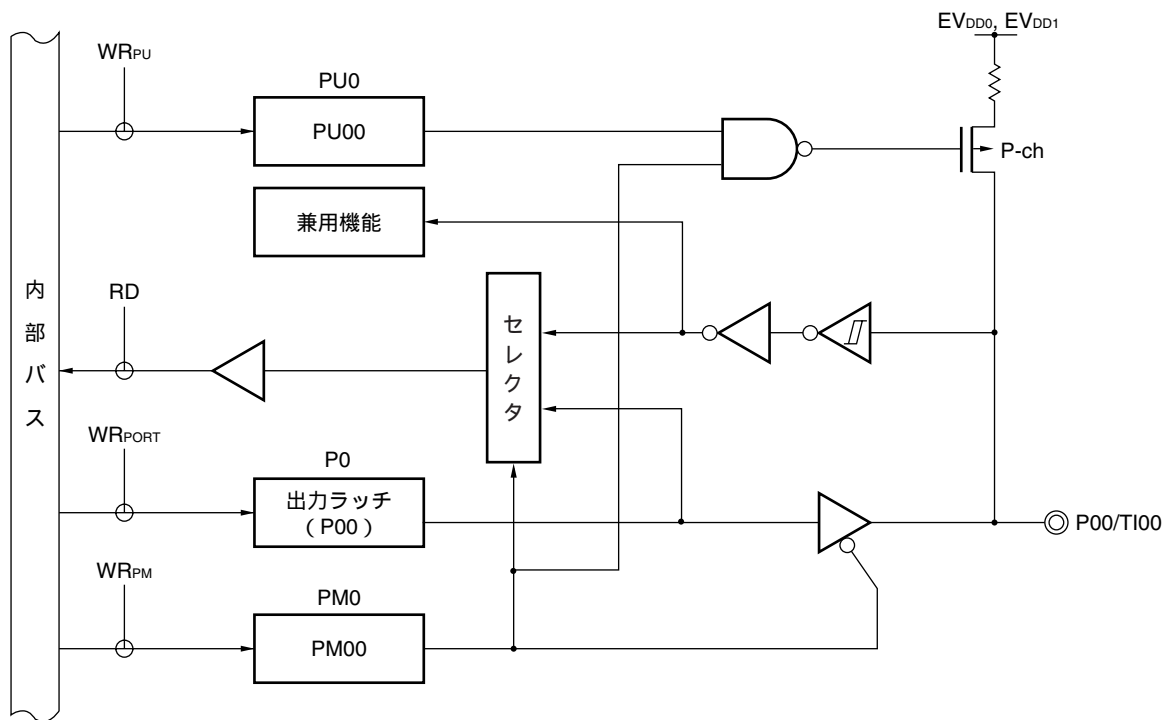 EVDD0, EVDD1
WRPU
PU0
PU00
P-ch
兼用機能
内部バス
RD
セレクタ
WRPORT
P0
出力ラッチ
（P00）
P00/TI00
WRPM
PM0
PM00